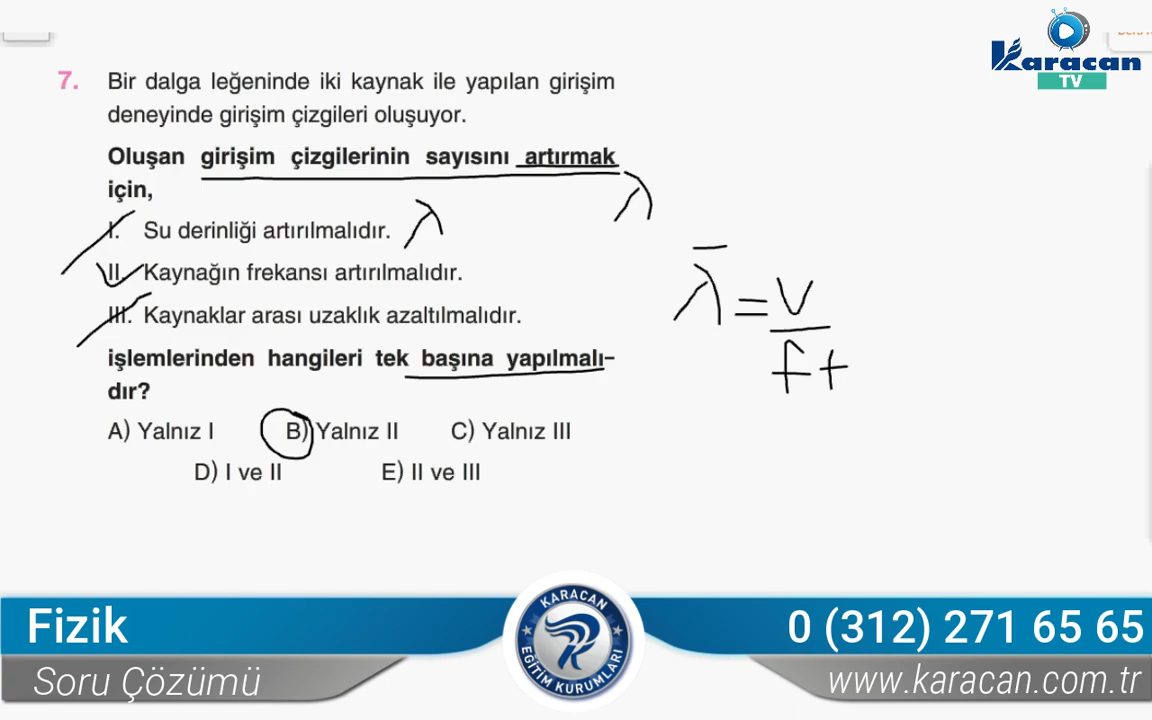 Karacan
TV
7. Bir dalga leğeninde iki kaynak ile yapılan girişim
deneyinde girişim çizgileri oluşuyor.
Oluşan girişim çizgilerinin sayısını artırmak
için,
I. Su derinliği artırılmalıdır. λ
λ
II. Kaynağın frekansı artırılmalıdır.
III. Kaynaklar arası uzaklık azaltılmalıdır.
λ = v
f +
işlemlerinden hangileri tek başına yapılmalı-
dır?
A) Yalnız I B) Yalnız II C) Yalnız III
D) I ve II E) II ve III
Fizik
Soru Çözümü
KARACAN
EĞİTİM KURUMLARI
0 (312) 271 65 65
www.karacan.com.tr